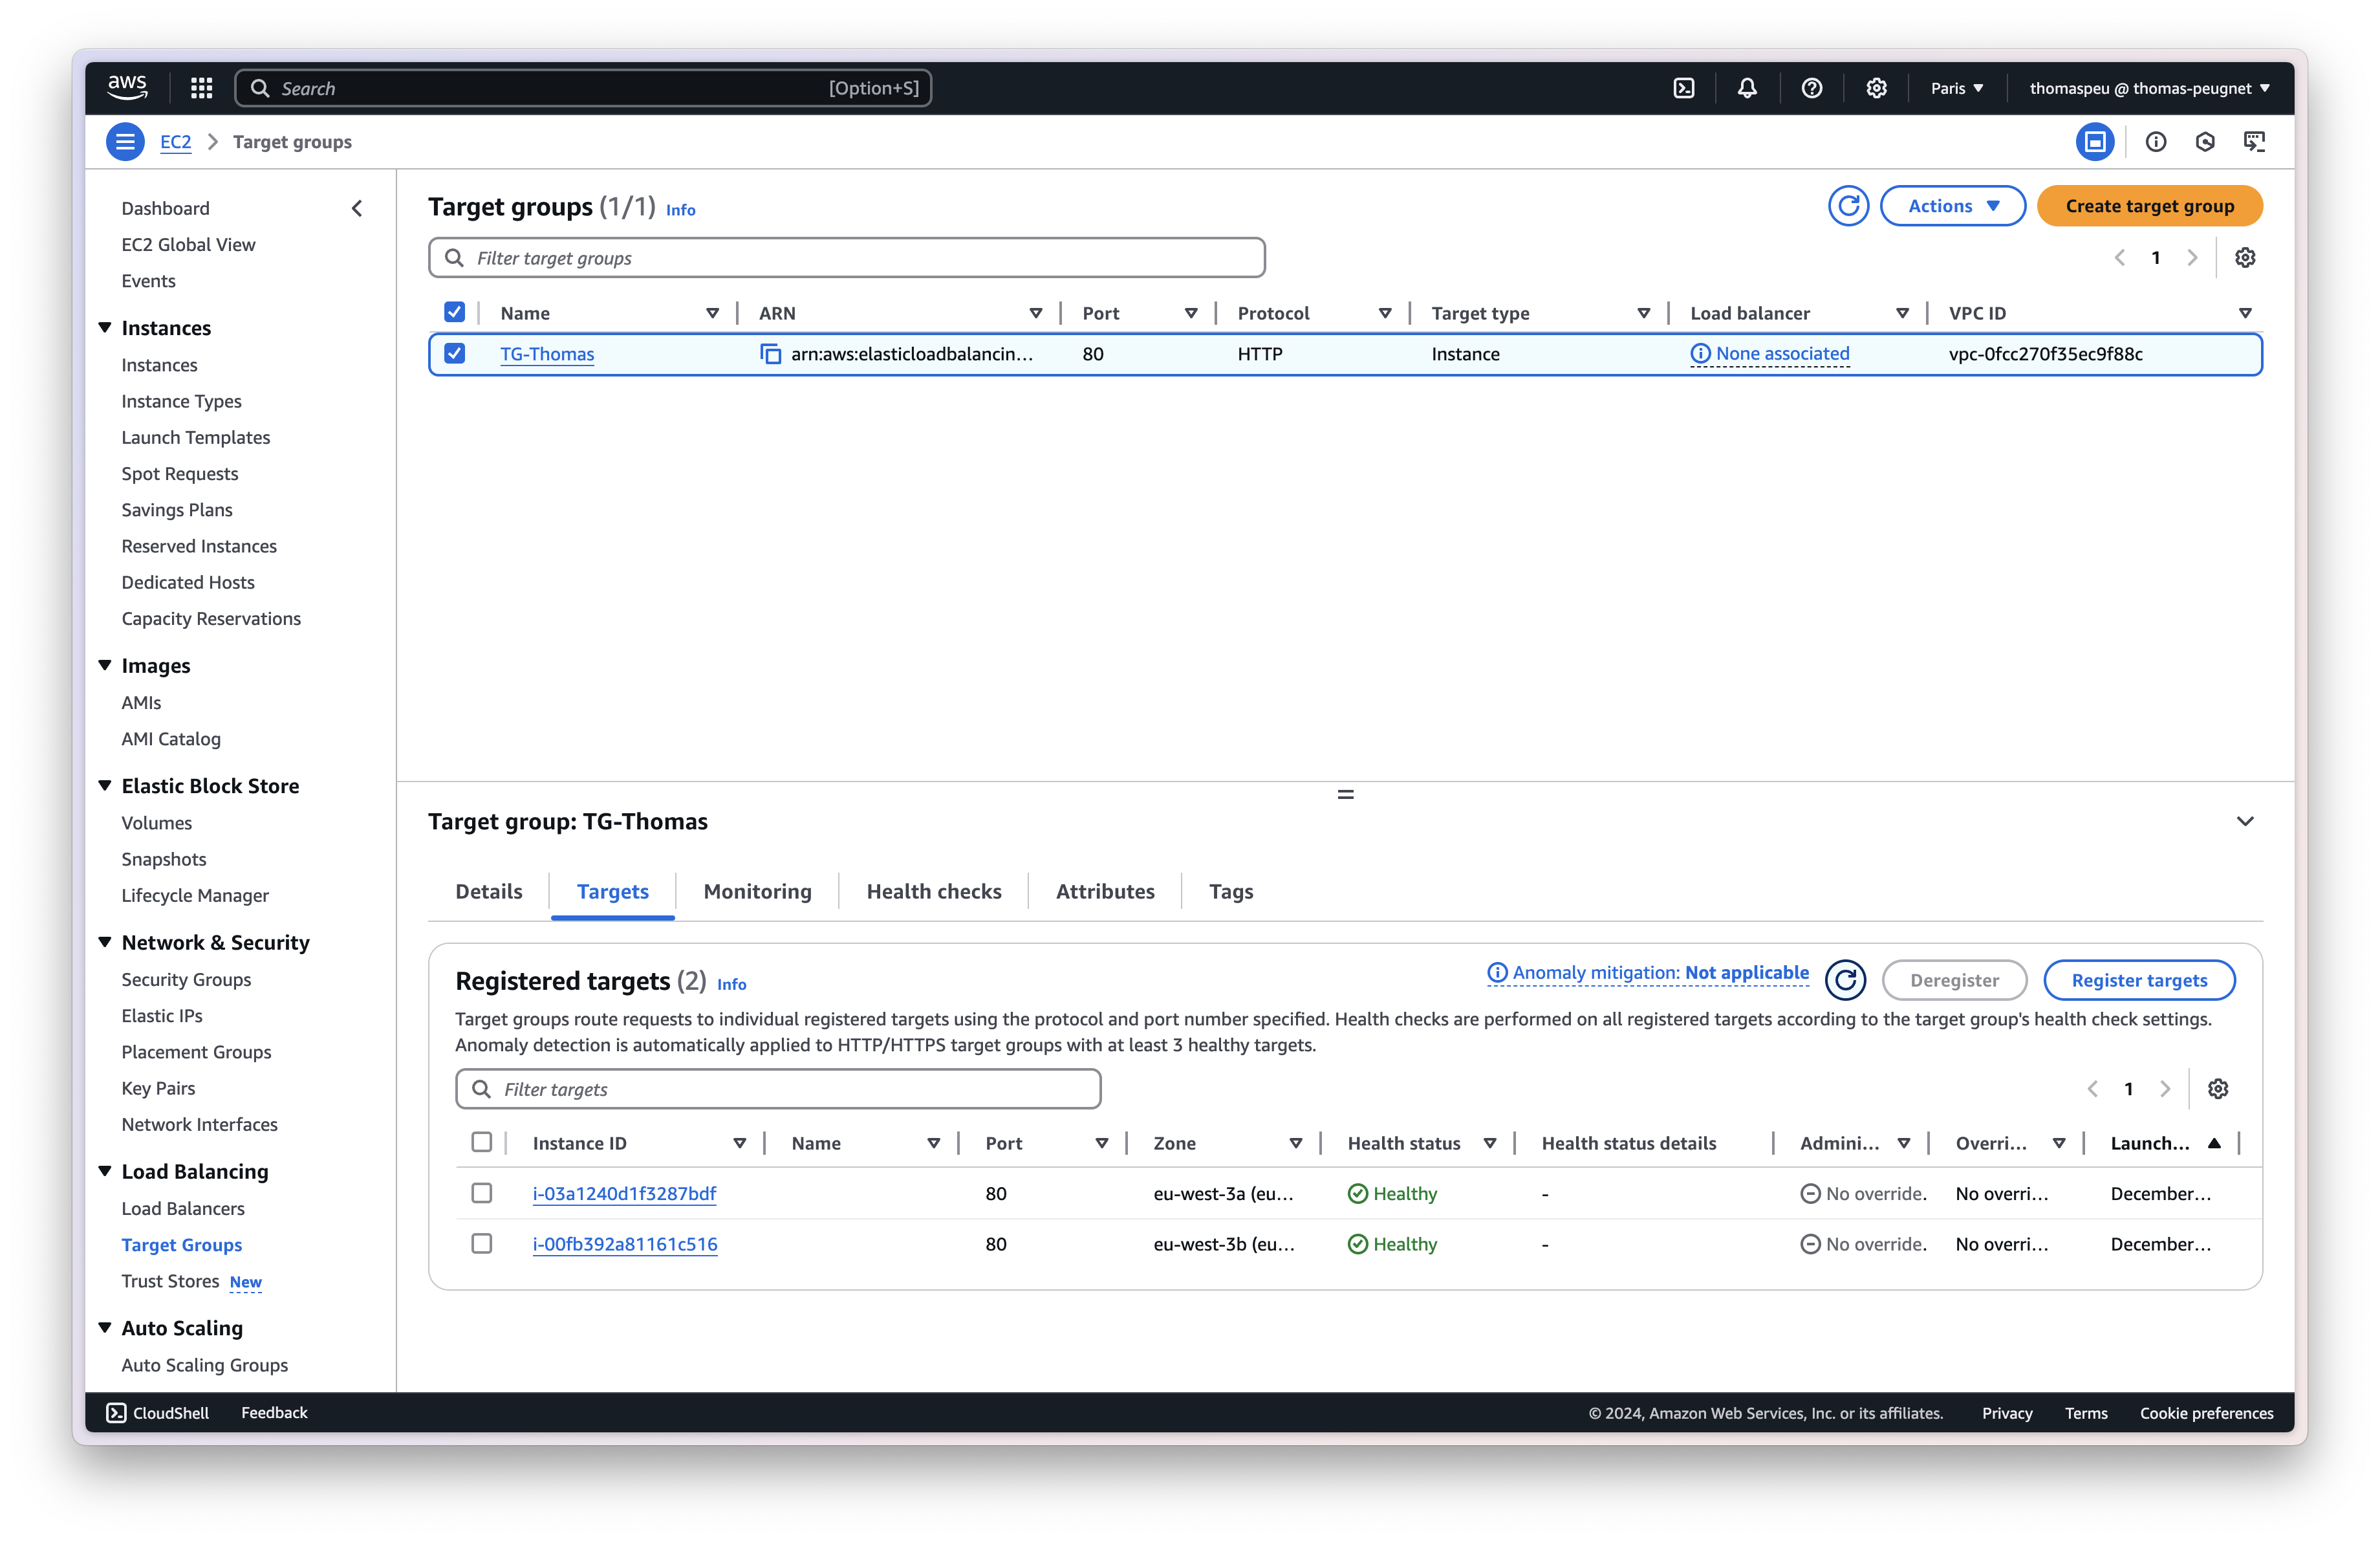 aws
Search [Option+S]
Paris
thomaspeu @ thomas-peugnet
EC2
Target groups
Dashboard
EC2 Global View
Events
Instances
Instances
Instance Types
Launch Templates
Spot Requests
Savings Plans
Reserved Instances
Dedicated Hosts
Capacity Reservations
Images
AMIs
AMI Catalog
Elastic Block Store
Volumes
Snapshots
Lifecycle Manager
Network & Security
Security Groups
Elastic IPs
Placement Groups
Key Pairs
Network Interfaces
Load Balancing
Load Balancers
Target Groups
Trust Stores New
Auto Scaling
Auto Scaling Groups
Target groups (1/1) Info
Actions
Create target group
Filter target groups
1
Name ARN Port Protocol Target type Load balancer VPC ID
TG-Thomas arn:aws:elasticloadbalancin... 80 HTTP Instance None associated vpc-0fcc270f35ec9f88c
Target group: TG-Thomas
Details Targets Monitoring Health checks Attributes Tags
Registered targets (2) Info
Anomaly mitigation: Not applicable
Deregister
Register targets
Target groups route requests to individual registered targets using the protocol and port number specified. Health checks are performed on all registered targets according to the target group's health check settings.
Anomaly detection is automatically applied to HTTP/HTTPS target groups with at least 3 healthy targets.
Filter targets
1
Instance ID Name Port Zone Health status Health status details Admini... Overri... Launch...
i-03a1240d1f3287bdf 80 eu-west-3a (eu... Healthy - No override. No overri... December...
i-00fb392a81161c516 80 eu-west-3b (eu... Healthy - No override. No overri... December...
CloudShell Feedback © 2024, Amazon Web Services, Inc. or its affiliates. Privacy Terms Cookie preferences